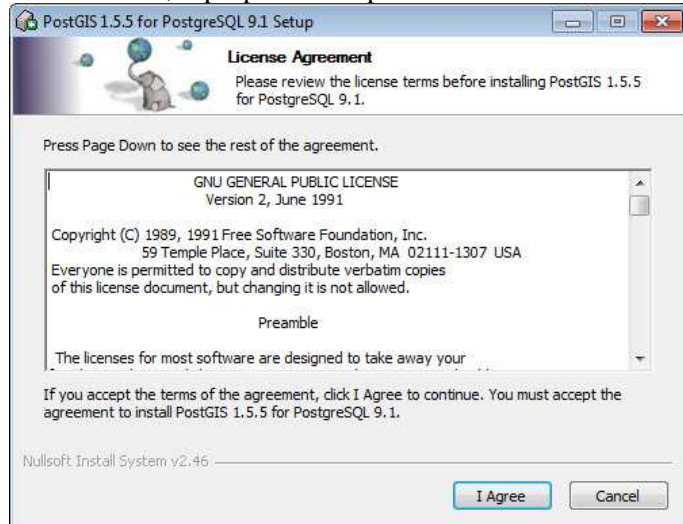 PostGIS 1.5.5 for PostgreSQL 9.1 Setup
License Agreement
Please review the license terms before installing PostGIS 1.5.5
for PostgreSQL 9.1.
Press Page Down to see the rest of the agreement.
GNU GENERAL PUBLIC LICENSE
Version 2, June 1991
Copyright (C) 1989, 1991 Free Software Foundation, Inc.
59 Temple Place, Suite 330, Boston, MA 02111-1307 USA
Everyone is permitted to copy and distribute verbatim copies
of this license document, but changing it is not allowed.
Preamble
The licenses for most software are designed to take away your
If you accept the terms of the agreement, click I Agree to continue. You must accept the
agreement to install PostGIS 1.5.5 for PostgreSQL 9.1.
Nullsoft Install System v2.46
I Agree
Cancel